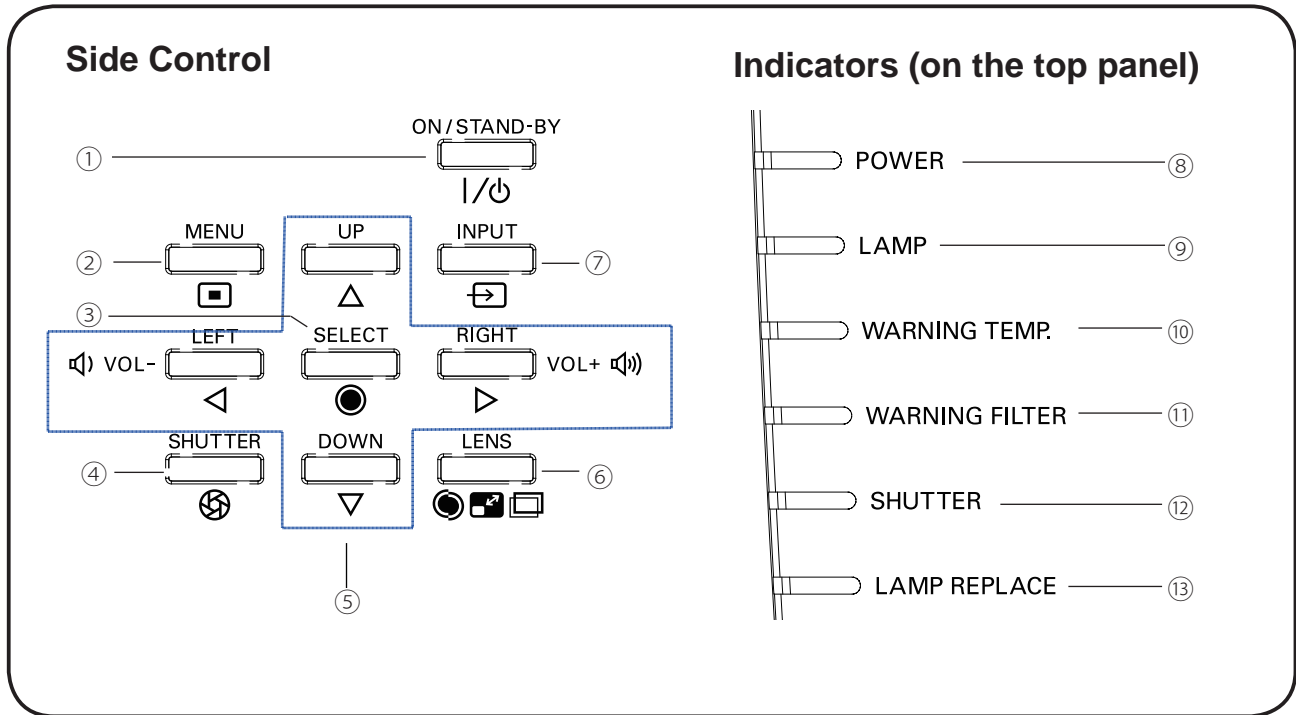 Side Control
ON/STAND-BY
①
MENU
UP
INPUT
②
⑦
③
LEFT
SELECT
RIGHT
VOL-
VOL+
SHUTTER
DOWN
LENS
④
⑥
⑤
Indicators (on the top panel)
POWER ⑧
LAMP ⑨
WARNING TEMP. ⑩
WARNING FILTER ⑪
SHUTTER ⑫
LAMP REPLACE ⑬